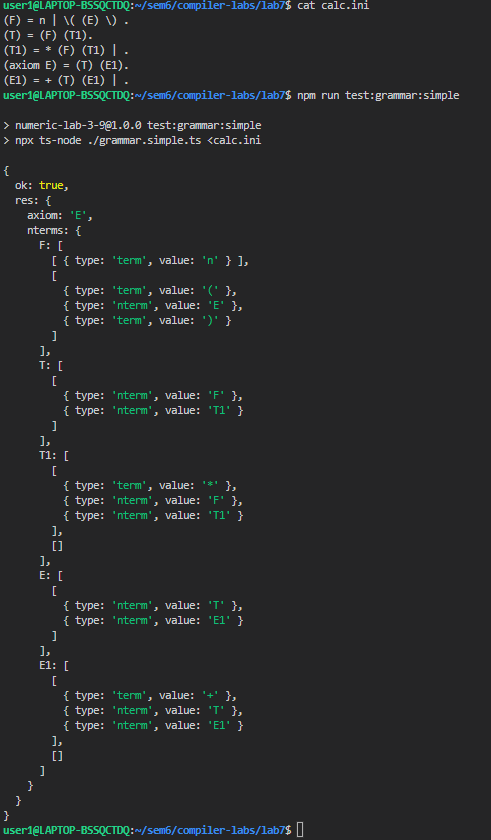 user1@LAPTOP-BSSQCTDQ:~/sem6/compiler-labs/lab7$ cat calc.ini
(F) = n | \( (E) \) .
(T) = (F) (T1).
(T1) = * (F) (T1) | .
(axiom E) = (T) (E1).
(E1) = + (T) (E1) | .
user1@LAPTOP-BSSQCTDQ:~/sem6/compiler-labs/lab7$ npm run test:grammar:simple

> numeric-lab-3-9@1.0.0 test:grammar:simple
> npx ts-node ./grammar.simple.ts <calc.ini

{
  ok: true,
  res: {
    axiom: 'E',
    nterms: {
      F: [
        [ { type: 'term', value: 'n' } ],
        [
          { type: 'term', value: '(' },
          { type: 'nterm', value: 'E' },
          { type: 'term', value: ')' }
        ]
      ],
      T: [
        [
          { type: 'nterm', value: 'F' },
          { type: 'nterm', value: 'T1' }
        ]
      ],
      T1: [
        [
          { type: 'term', value: '*' },
          { type: 'nterm', value: 'F' },
          { type: 'nterm', value: 'T1' }
        ],
        []
      ],
      E: [
        [
          { type: 'nterm', value: 'T' },
          { type: 'nterm', value: 'E1' }
        ]
      ],
      E1: [
        [
          { type: 'term', value: '+' },
          { type: 'nterm', value: 'T' },
          { type: 'nterm', value: 'E1' }
        ],
        []
      ]
    }
  }
}
user1@LAPTOP-BSSQCTDQ:~/sem6/compiler-labs/lab7$